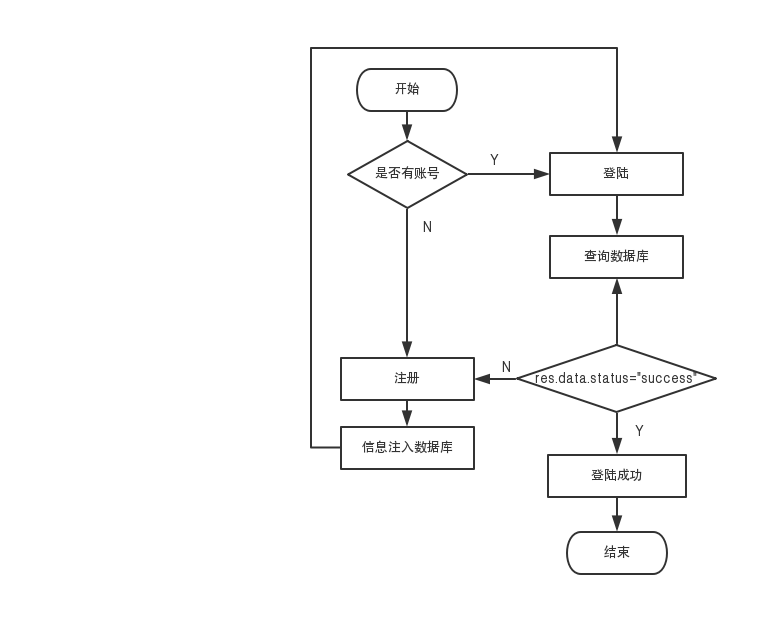 开始
是否有账号
Y
登陆
N
查询数据库
注册
N
res.data.status="success"
信息注入数据库
Y
登陆成功
结束